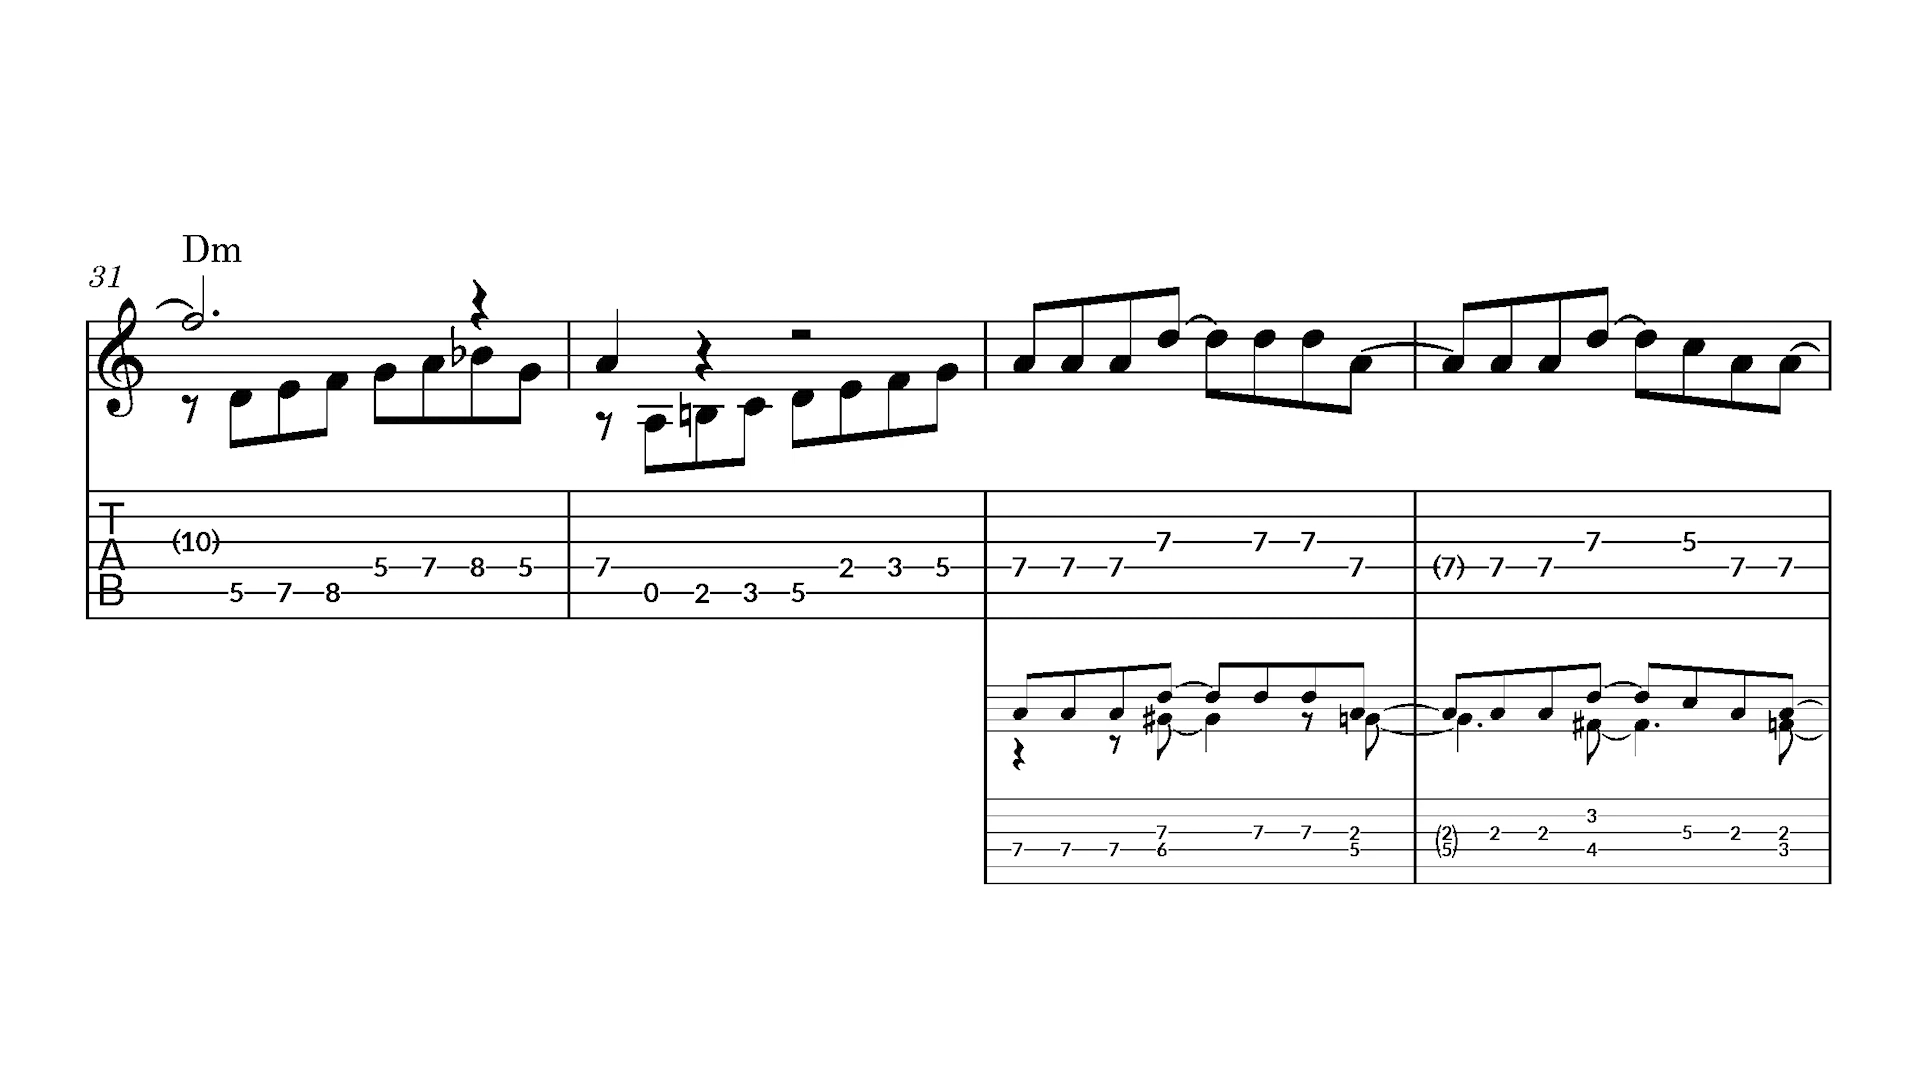 Dm
31
T
7 7 7
(10) 7 5
A
5 7 8 5 7 2 3 5 7 7 7 7 (7) 7 7 7 7
B
5 7 8 0 2 3 5
3
7 7 7 2 (2) 2 2 5 2 2
7 7 7 6 5 (5) 4 3